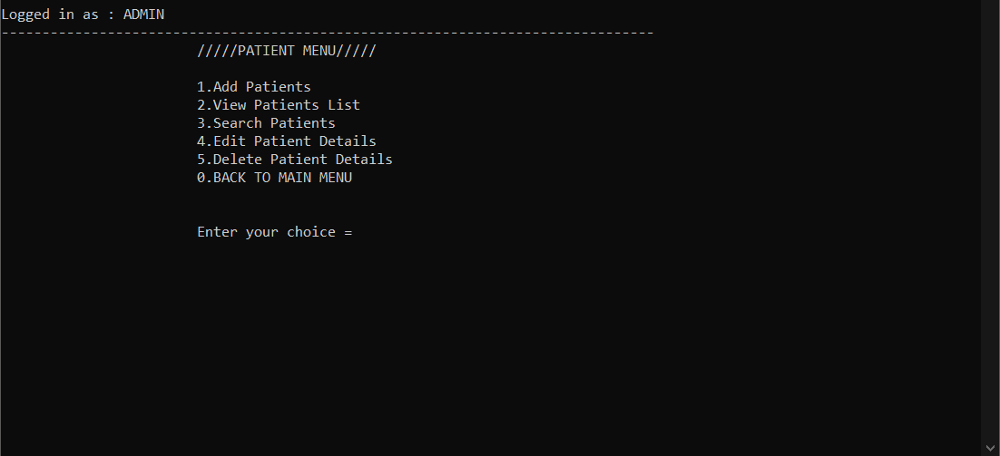 Logged in as : ADMIN
--------------------------------------------------------------------------------
/////PATIENT MENU/////
1.Add Patients
2.View Patients List
3.Search Patients
4.Edit Patient Details
5.Delete Patient Details
0.BACK TO MAIN MENU
Enter your choice =